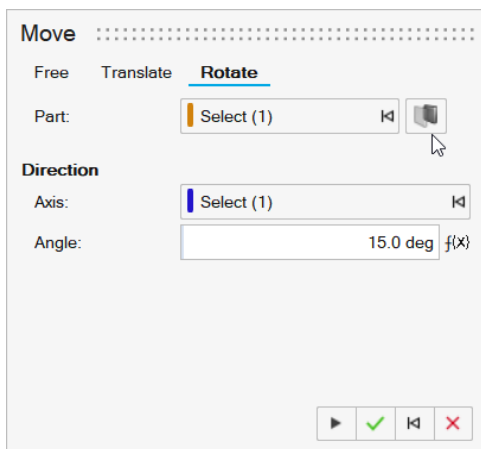 Move
Free Translate Rotate
Part: Select (1)
Direction
Axis: Select (1)
Angle: 15.0 deg ƒ(x)